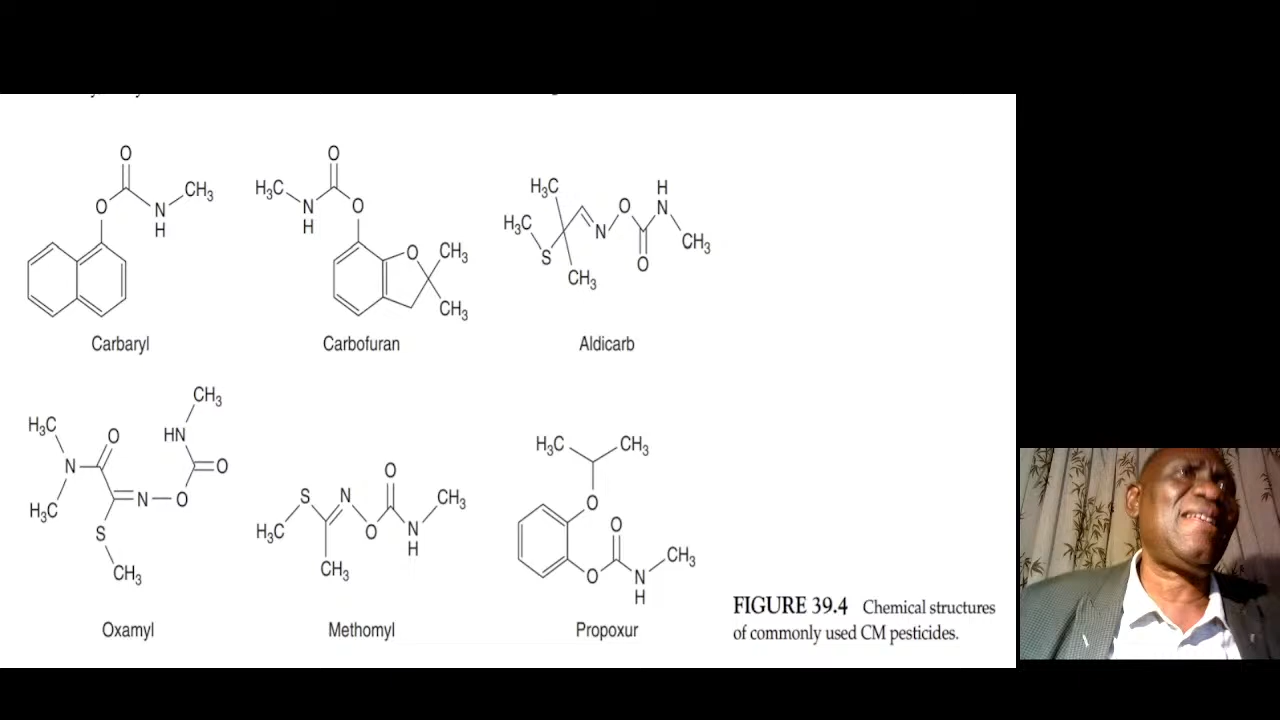 O
CH₃
O
N
H
Carbaryl
O
H₃C
N
H
O
O
CH₃
CH₃
Carbofuran
H₃C
H₃C
S
CH₃
N
O
H
N
O
CH₃
Aldicarb
CH₃
H₃C
O
HN
N
O
H₃C
N
O
S
CH₃
Oxamyl
O
S
N
CH₃
H₃C
O
N
H
CH₃
Methomyl
H₃C
CH₃
O
O
CH₃
O
N
H
Propoxur
FIGURE 39.4 Chemical structures
of commonly used CM pesticides.